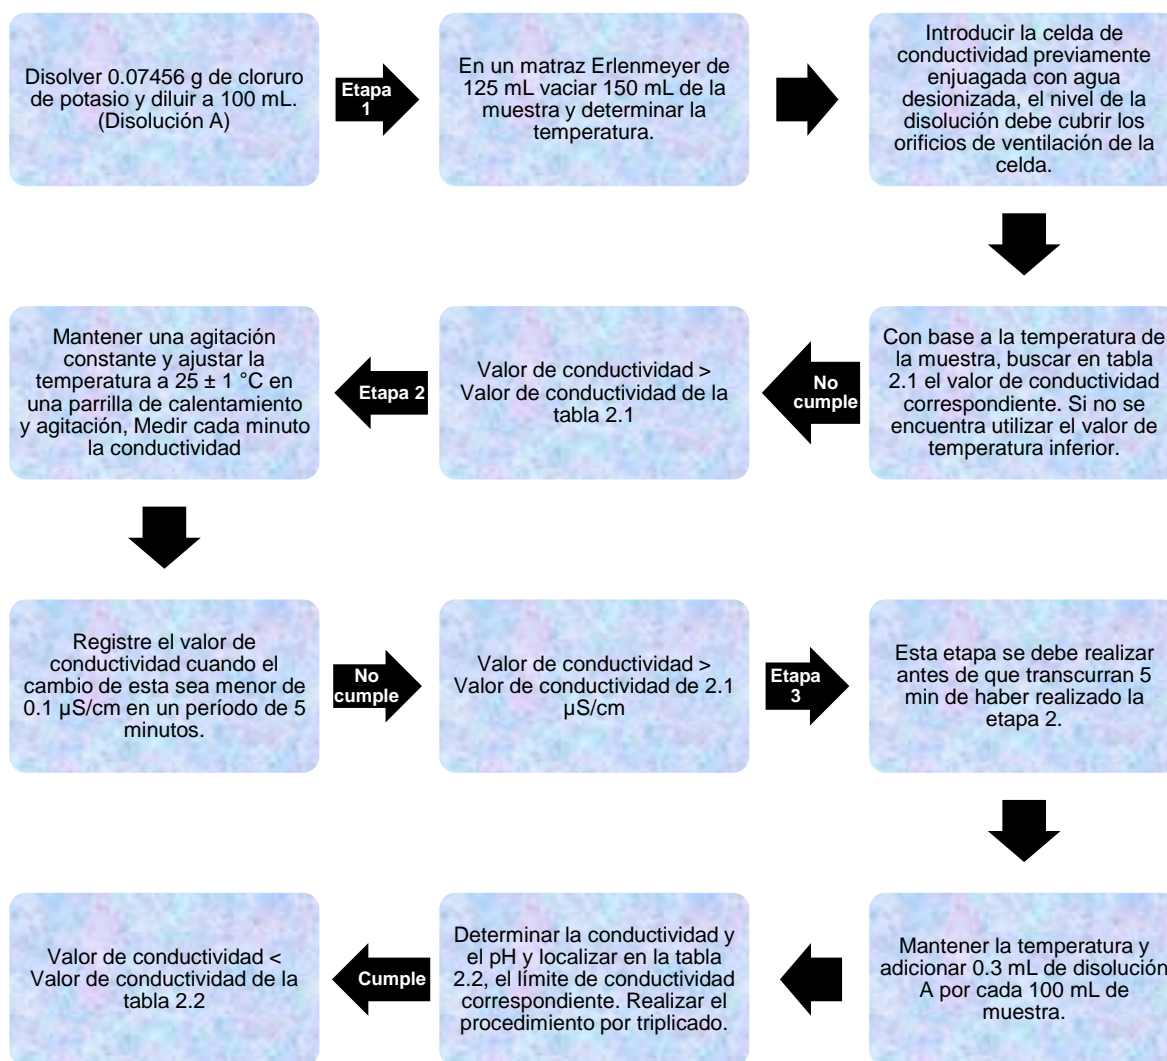 Disolver 0.07456 g de cloruro
de potasio y diluir a 100 mL.
(Disolución A)
Etapa
1
En un matraz Erlenmeyer de
125 mL vaciar 150 mL de la
muestra y determinar la
temperatura.
Introducir la celda de
conductividad previamente
enjuagada con agua
desionizada, el nivel de la
disolución debe cubrir los
orificios de ventilación de la
celda.
Con base a la temperatura de
la muestra, buscar en tabla
2.1 el valor de conductividad
correspondiente. Si no se
encuentra utilizar el valor de
temperatura inferior.
No
cumple
Valor de conductividad >
Valor de conductividad de la
tabla 2.1
Etapa 2
Mantener una agitación
constante y ajustar la
temperatura a 25 ± 1 °C en
una parrilla de calentamiento
y agitación, Medir cada minuto
la conductividad
Registre el valor de
conductividad cuando el
cambio de esta sea menor de
0.1 µS/cm en un período de 5
minutos.
No
cumple
Valor de conductividad >
Valor de conductividad de 2.1
µS/cm
Etapa
3
Esta etapa se debe realizar
antes de que transcurran 5
min de haber realizado la
etapa 2.
Mantener la temperatura y
adicionar 0.3 mL de disolución
A por cada 100 mL de
muestra.
Determinar la conductividad y
el pH y localizar en la tabla
2.2, el límite de conductividad
correspondiente. Realizar el
procedimiento por triplicado.
Cumple
Valor de conductividad <
Valor de conductividad de la
tabla 2.2